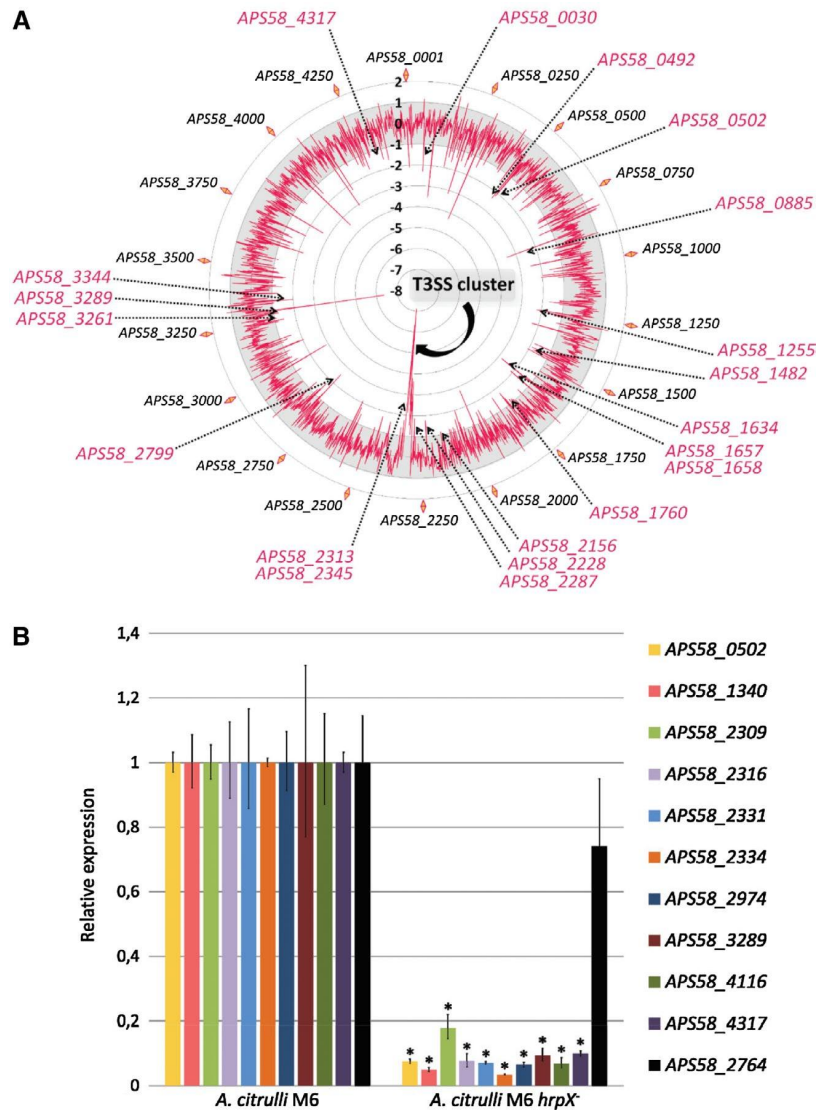 A
APS58_4317
APS58_0030
APS58_0001
APS58_4250
APS58_0250
APS58_0492
APS58_4000
APS58_0500
APS58_0502
APS58_3750
APS58_0750
APS58_0885
APS58_3500
APS58_1000
2
1
0
-1
-2
-3
-4
-5
-6
-7
-8
T3SS cluster
APS58_3344
APS58_3289
APS58_3261
APS58_3250
APS58_1250
APS58_1255
APS58_1482
APS58_3000
APS58_1500
APS58_1634
APS58_2799
APS58_1657
APS58_1658
APS58_2750
APS58_1750
APS58_2500
APS58_2250
APS58_2000
APS58_1760
APS58_2313
APS58_2345
APS58_2156
APS58_2228
APS58_2287
B
Relative expression
1,4
1,2
1
0,8
0,6
0,4
0,2
0
* * * * * * * * * *
A. citrulli M6
A. citrulli M6 hrpX-
APS58_0502
APS58_1340
APS58_2309
APS58_2316
APS58_2331
APS58_2334
APS58_2974
APS58_3289
APS58_4116
APS58_4317
APS58_2764